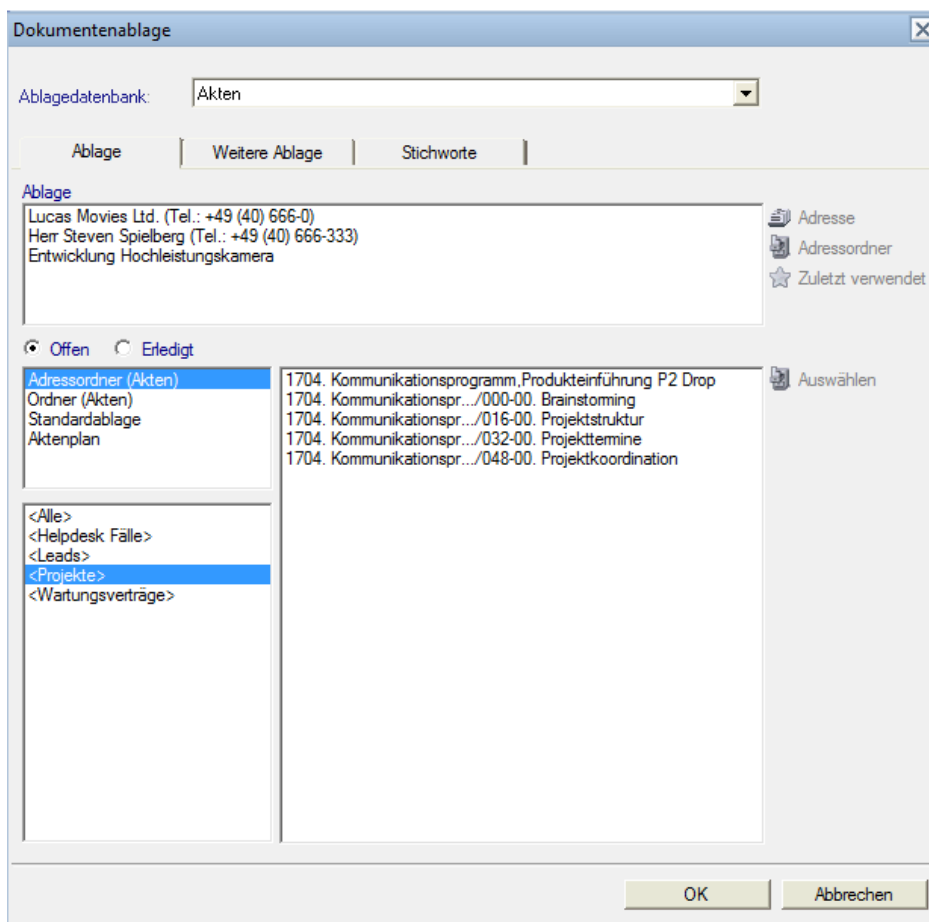 Dokumentenablage
Ablagedatenbank: Akten
Ablage Weitere Ablage Stichworte
Ablage
Lucas Movies Ltd. (Tel.: +49 (40) 666-0)
Herr Steven Spielberg (Tel.: +49 (40) 666-333)
Entwicklung Hochleistungskamera
Adresse
Adressordner
Zuletzt verwendet
Offen Erledigt
Adressordner (Akten)
Ordner (Akten)
Standardablage
Aktenplan
1704. Kommunikationsprogramm,Produkteinführung P2 Drop
1704. Kommunikationspr.../000-00. Brainstorming
1704. Kommunikationspr.../016-00. Projektstruktur
1704. Kommunikationspr.../032-00. Projekttermine
1704. Kommunikationspr.../048-00. Projektkoordination
Auswählen
<Alle>
<Helpdesk Fälle>
<Leads>
<Projekte>
<Wartungsverträge>
OK Abbrechen